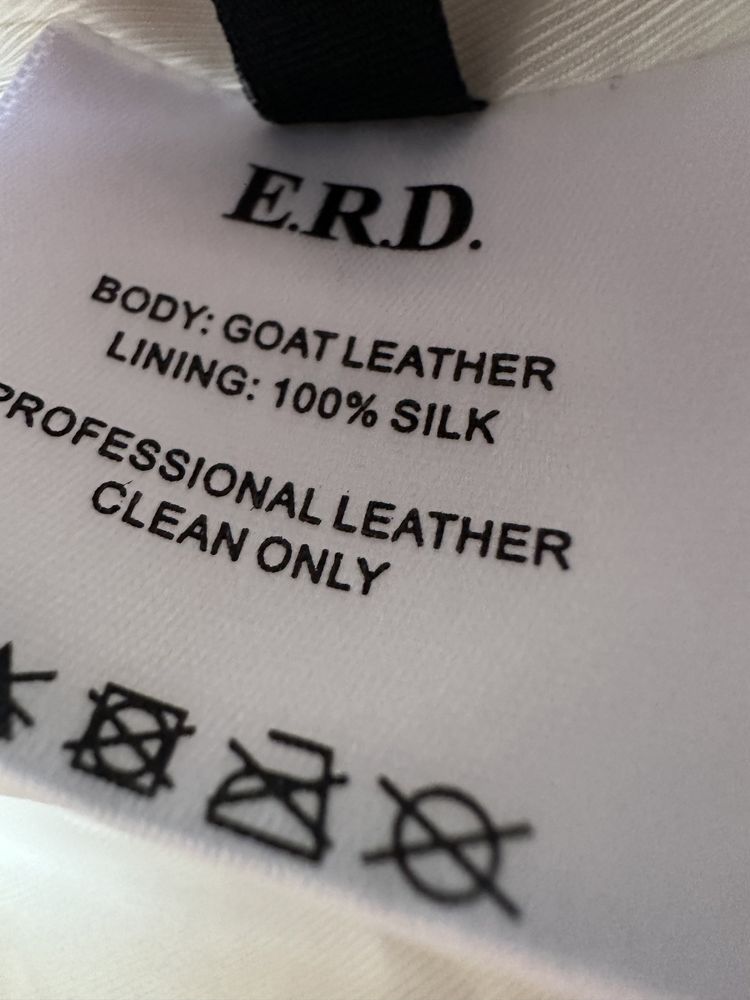 E.R.D.
BODY: GOAT LEATHER
LINING: 100% SILK
PROFESSIONAL LEATHER
CLEAN ONLY